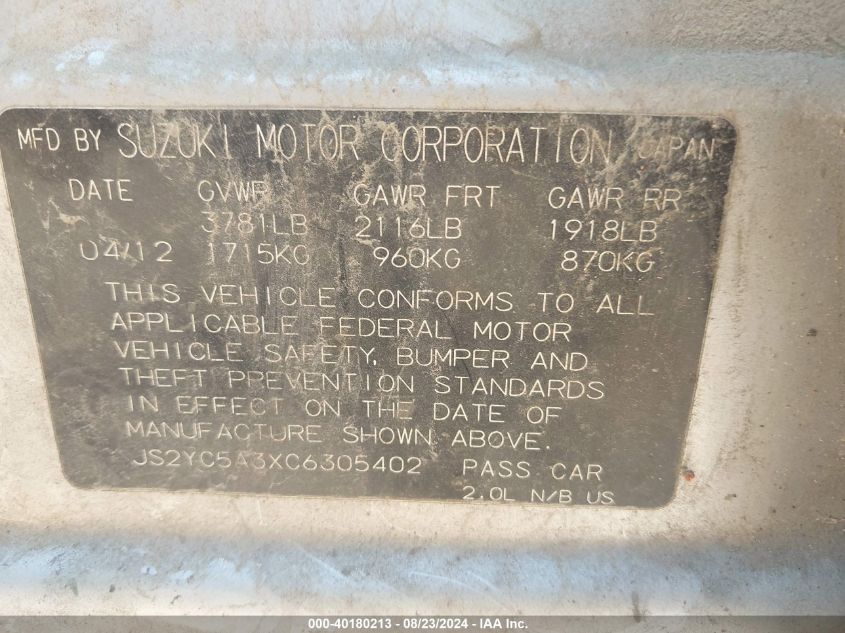 MFD BY SUZUKI MOTOR CORPORATION JAPAN
DATE GVWR GAWR FRT GAWR RR
3781LB 2116LB 1918LB
04/12 1715KG 960KG 870KG
THIS VEHICLE CONFORMS TO ALL
APPLICABLE FEDERAL MOTOR
VEHICLE SAFETY, BUMPER AND
THEFT PREVENTION STANDARDS
IN EFFECT ON THE DATE OF
MANUFACTURE SHOWN ABOVE.
JS2YC5A3XC6305402 PASS CAR
2.0L N/B US
000-40180213 - 08/23/2024 - IAA Inc.